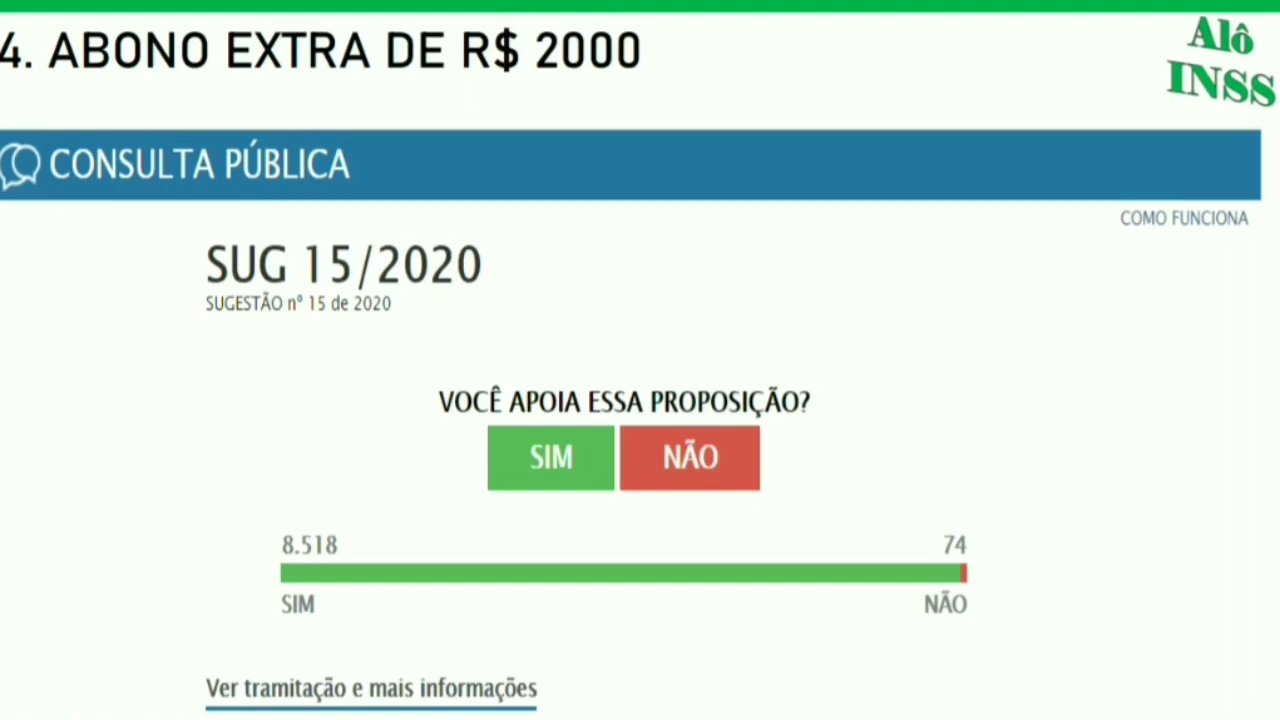 4. ABONO EXTRA DE R$ 2000
Alô
INSS
CONSULTA PÚBLICA
COMO FUNCIONA
SUG 15/2020
SUGESTÃO nº 15 de 2020
VOCÊ APOIA ESSA PROPOSIÇÃO?
SIM NÃO
8.518 74
SIM NÃO
Ver tramitação e mais informações